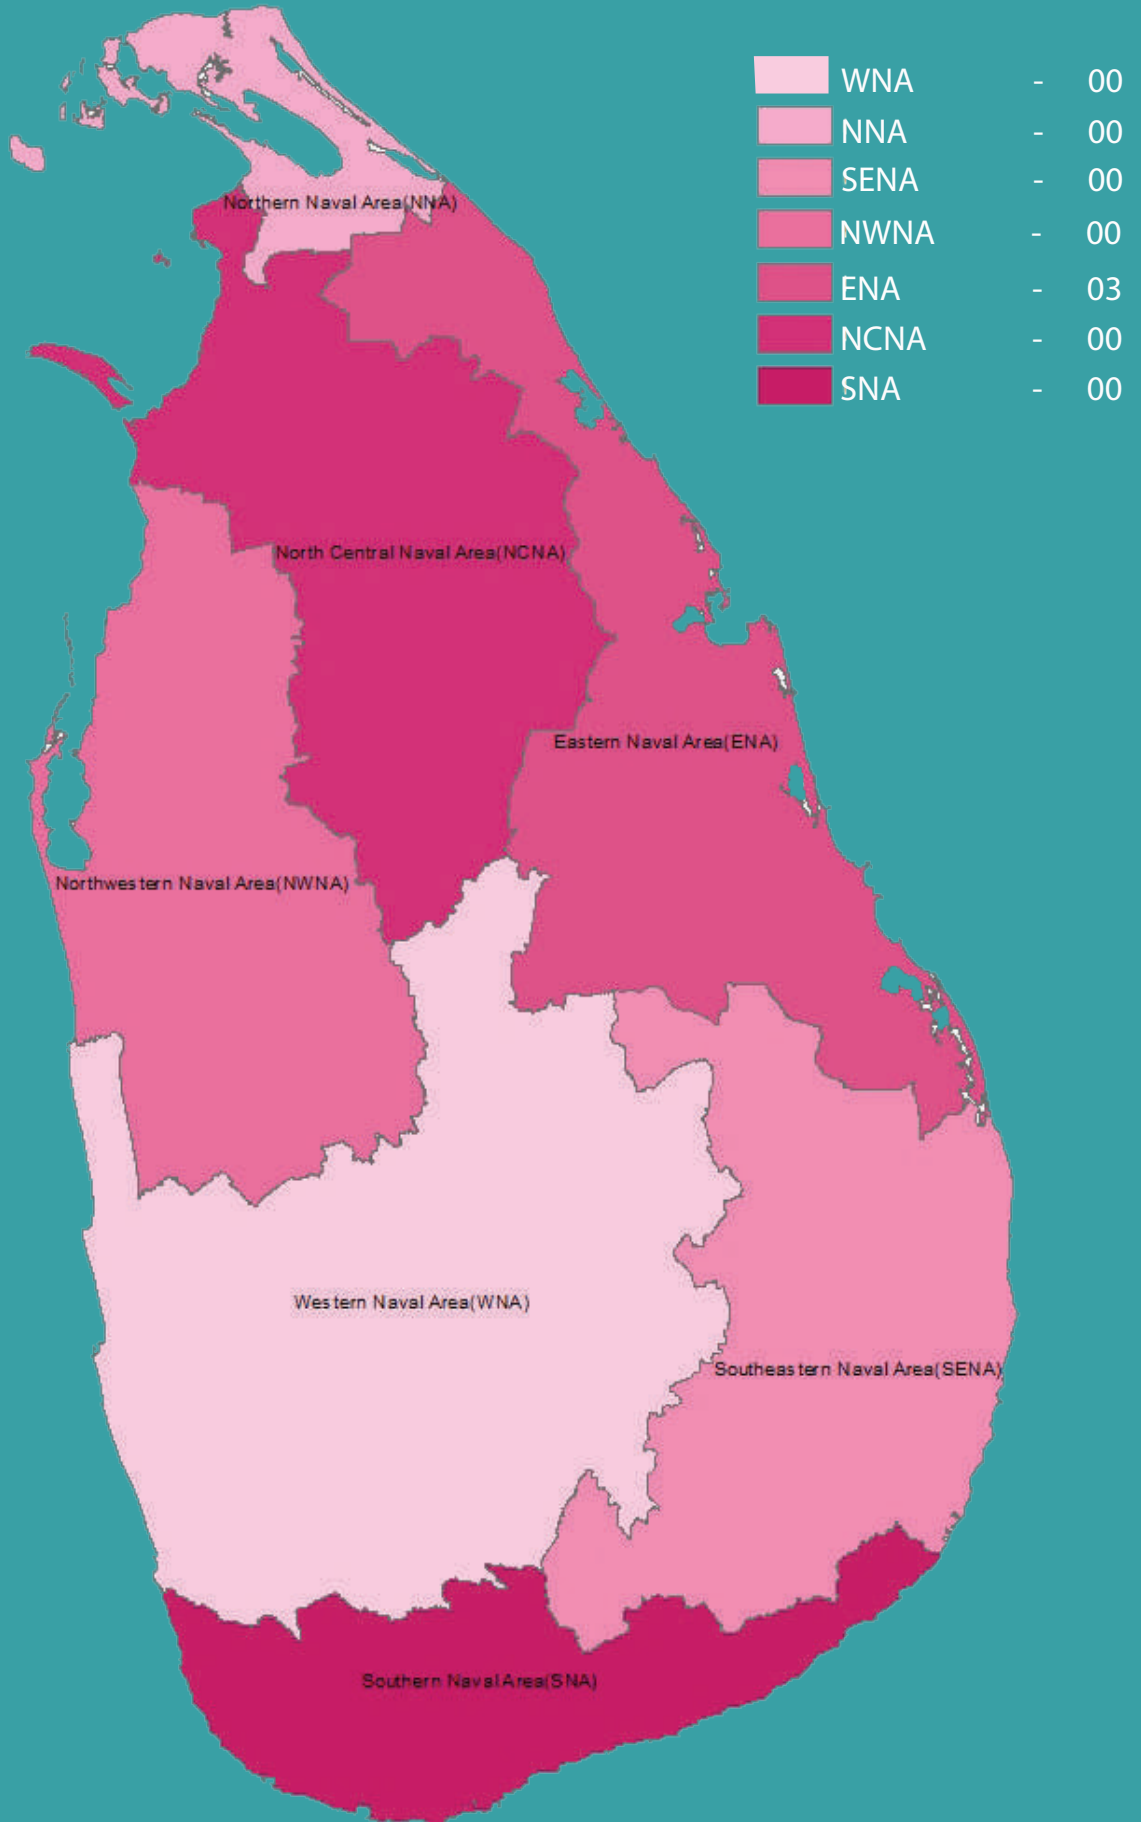 WNA - 00
NNA - 00
SENA - 00
NWNA - 00
ENA - 03
NCNA - 00
SNA - 00
Northern Naval Area(NNA)
North Central Naval Area(NCNA)
Eastern Naval Area(ENA)
Northwestern Naval Area(NWNA)
Western Naval Area(WNA)
Southeastern Naval Area(SENA)
Southern Naval Area(SNA)